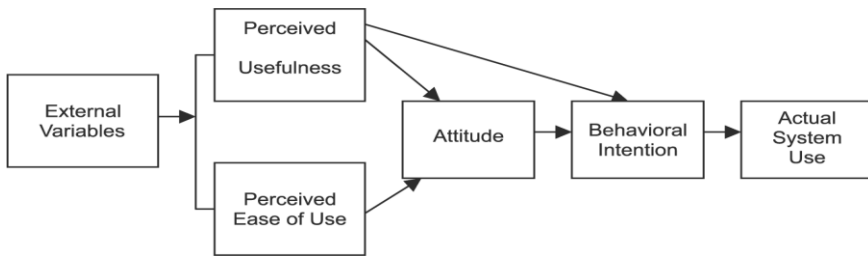 External
Variables
Perceived
Usefulness
Perceived
Ease of Use
Attitude
Behavioral
Intention
Actual
System
Use